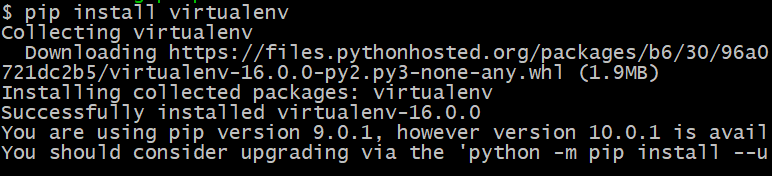 $ pip install virtualenv
Collecting virtualenv
  Downloading https://files.pythonhosted.org/packages/b6/30/96a0
721dc2b5/virtualenv-16.0.0-py2.py3-none-any.whl (1.9MB)
Installing collected packages: virtualenv
Successfully installed virtualenv-16.0.0
You are using pip version 9.0.1, however version 10.0.1 is avail
You should consider upgrading via the 'python -m pip install --u